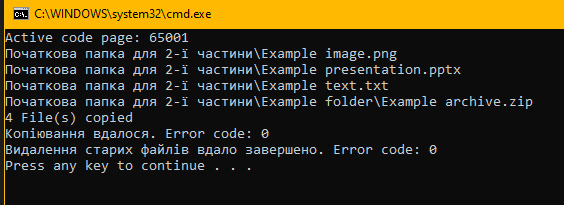 C:\WINDOWS\system32\cmd.exe
Active code page: 65001
Початкова папка для 2-ї частини\Example image.png
Початкова папка для 2-ї частини\Example presentation.pptx
Початкова папка для 2-ї частини\Example text.txt
Початкова папка для 2-ї частини\Example folder\Example archive.zip
4 File(s) copied
Копіювання вдалося. Error code: 0
Видалення старих файлів вдало завершено. Error code: 0
Press any key to continue . . .